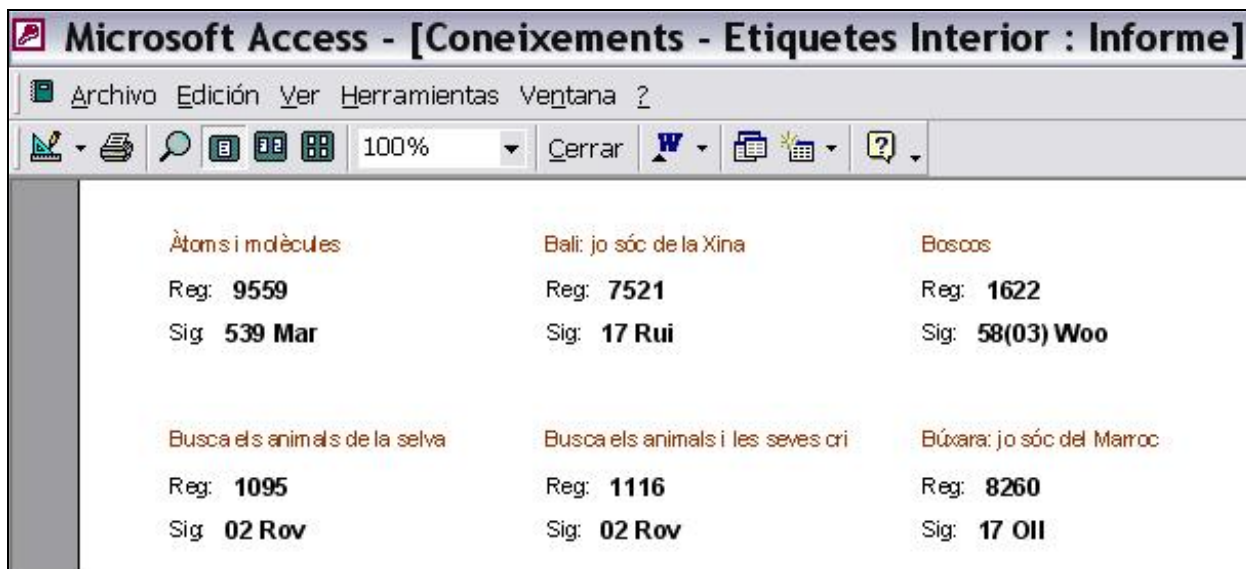 Microsoft Access - [Coneixements - Etiquetes Interior : Informe]
Archivo Edición Ver Herramientas Ventana ?
100% Cerrar W ?
Àtoms i molècules Bali: jo sóc de la Xina Boscos
Reg: 9559 Reg: 7521 Reg: 1622
Sig: 539 Mar Sig: 17 Rui Sig: 58(03) Woo
Busca els animals de la selva Busca els animals i les seves cri Búxara: jo sóc del Marroc
Reg: 1095 Reg: 1116 Reg: 8260
Sig: 02 Rov Sig: 02 Rov Sig: 17 Oll